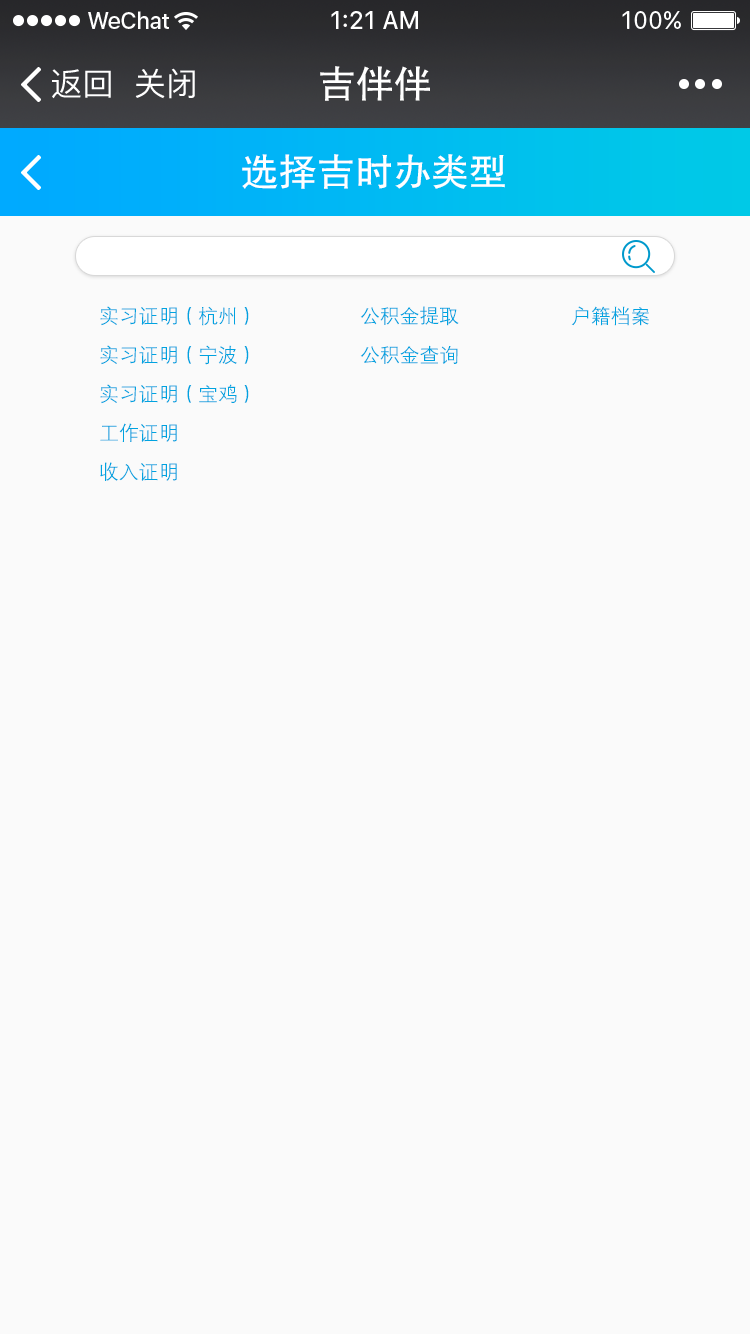 ●●●●● WeChat 1:21 AM 100%
返回 关闭 吉伴伴 •••
选择吉时办类型
实习证明（杭州） 公积金提取 户籍档案
实习证明（宁波） 公积金查询
实习证明（宝鸡）
工作证明
收入证明